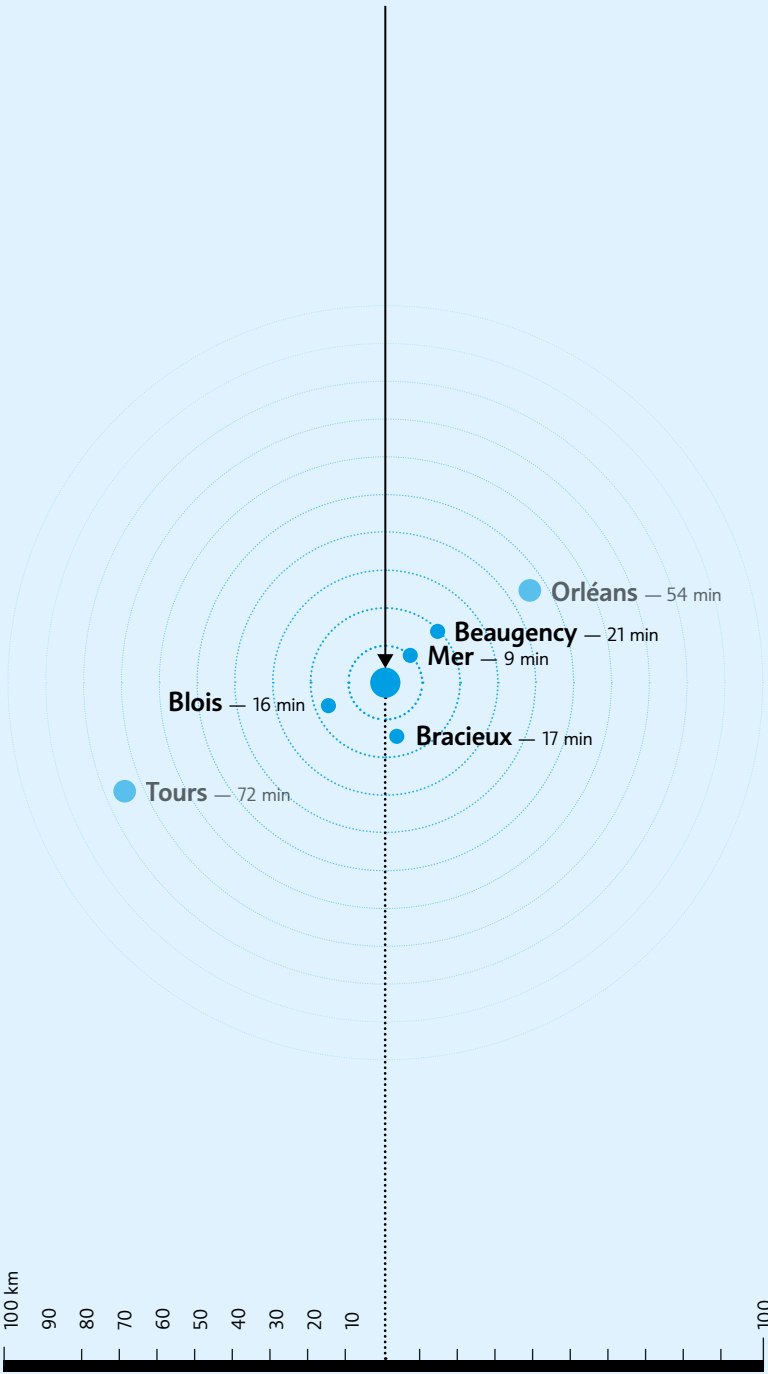 Orléans — 54 min
Beaugency — 21 min
Mer — 9 min
Blois — 16 min
Bracieux — 17 min
Tours — 72 min
100 km
90
80
70
60
50
40
30
20
10
100